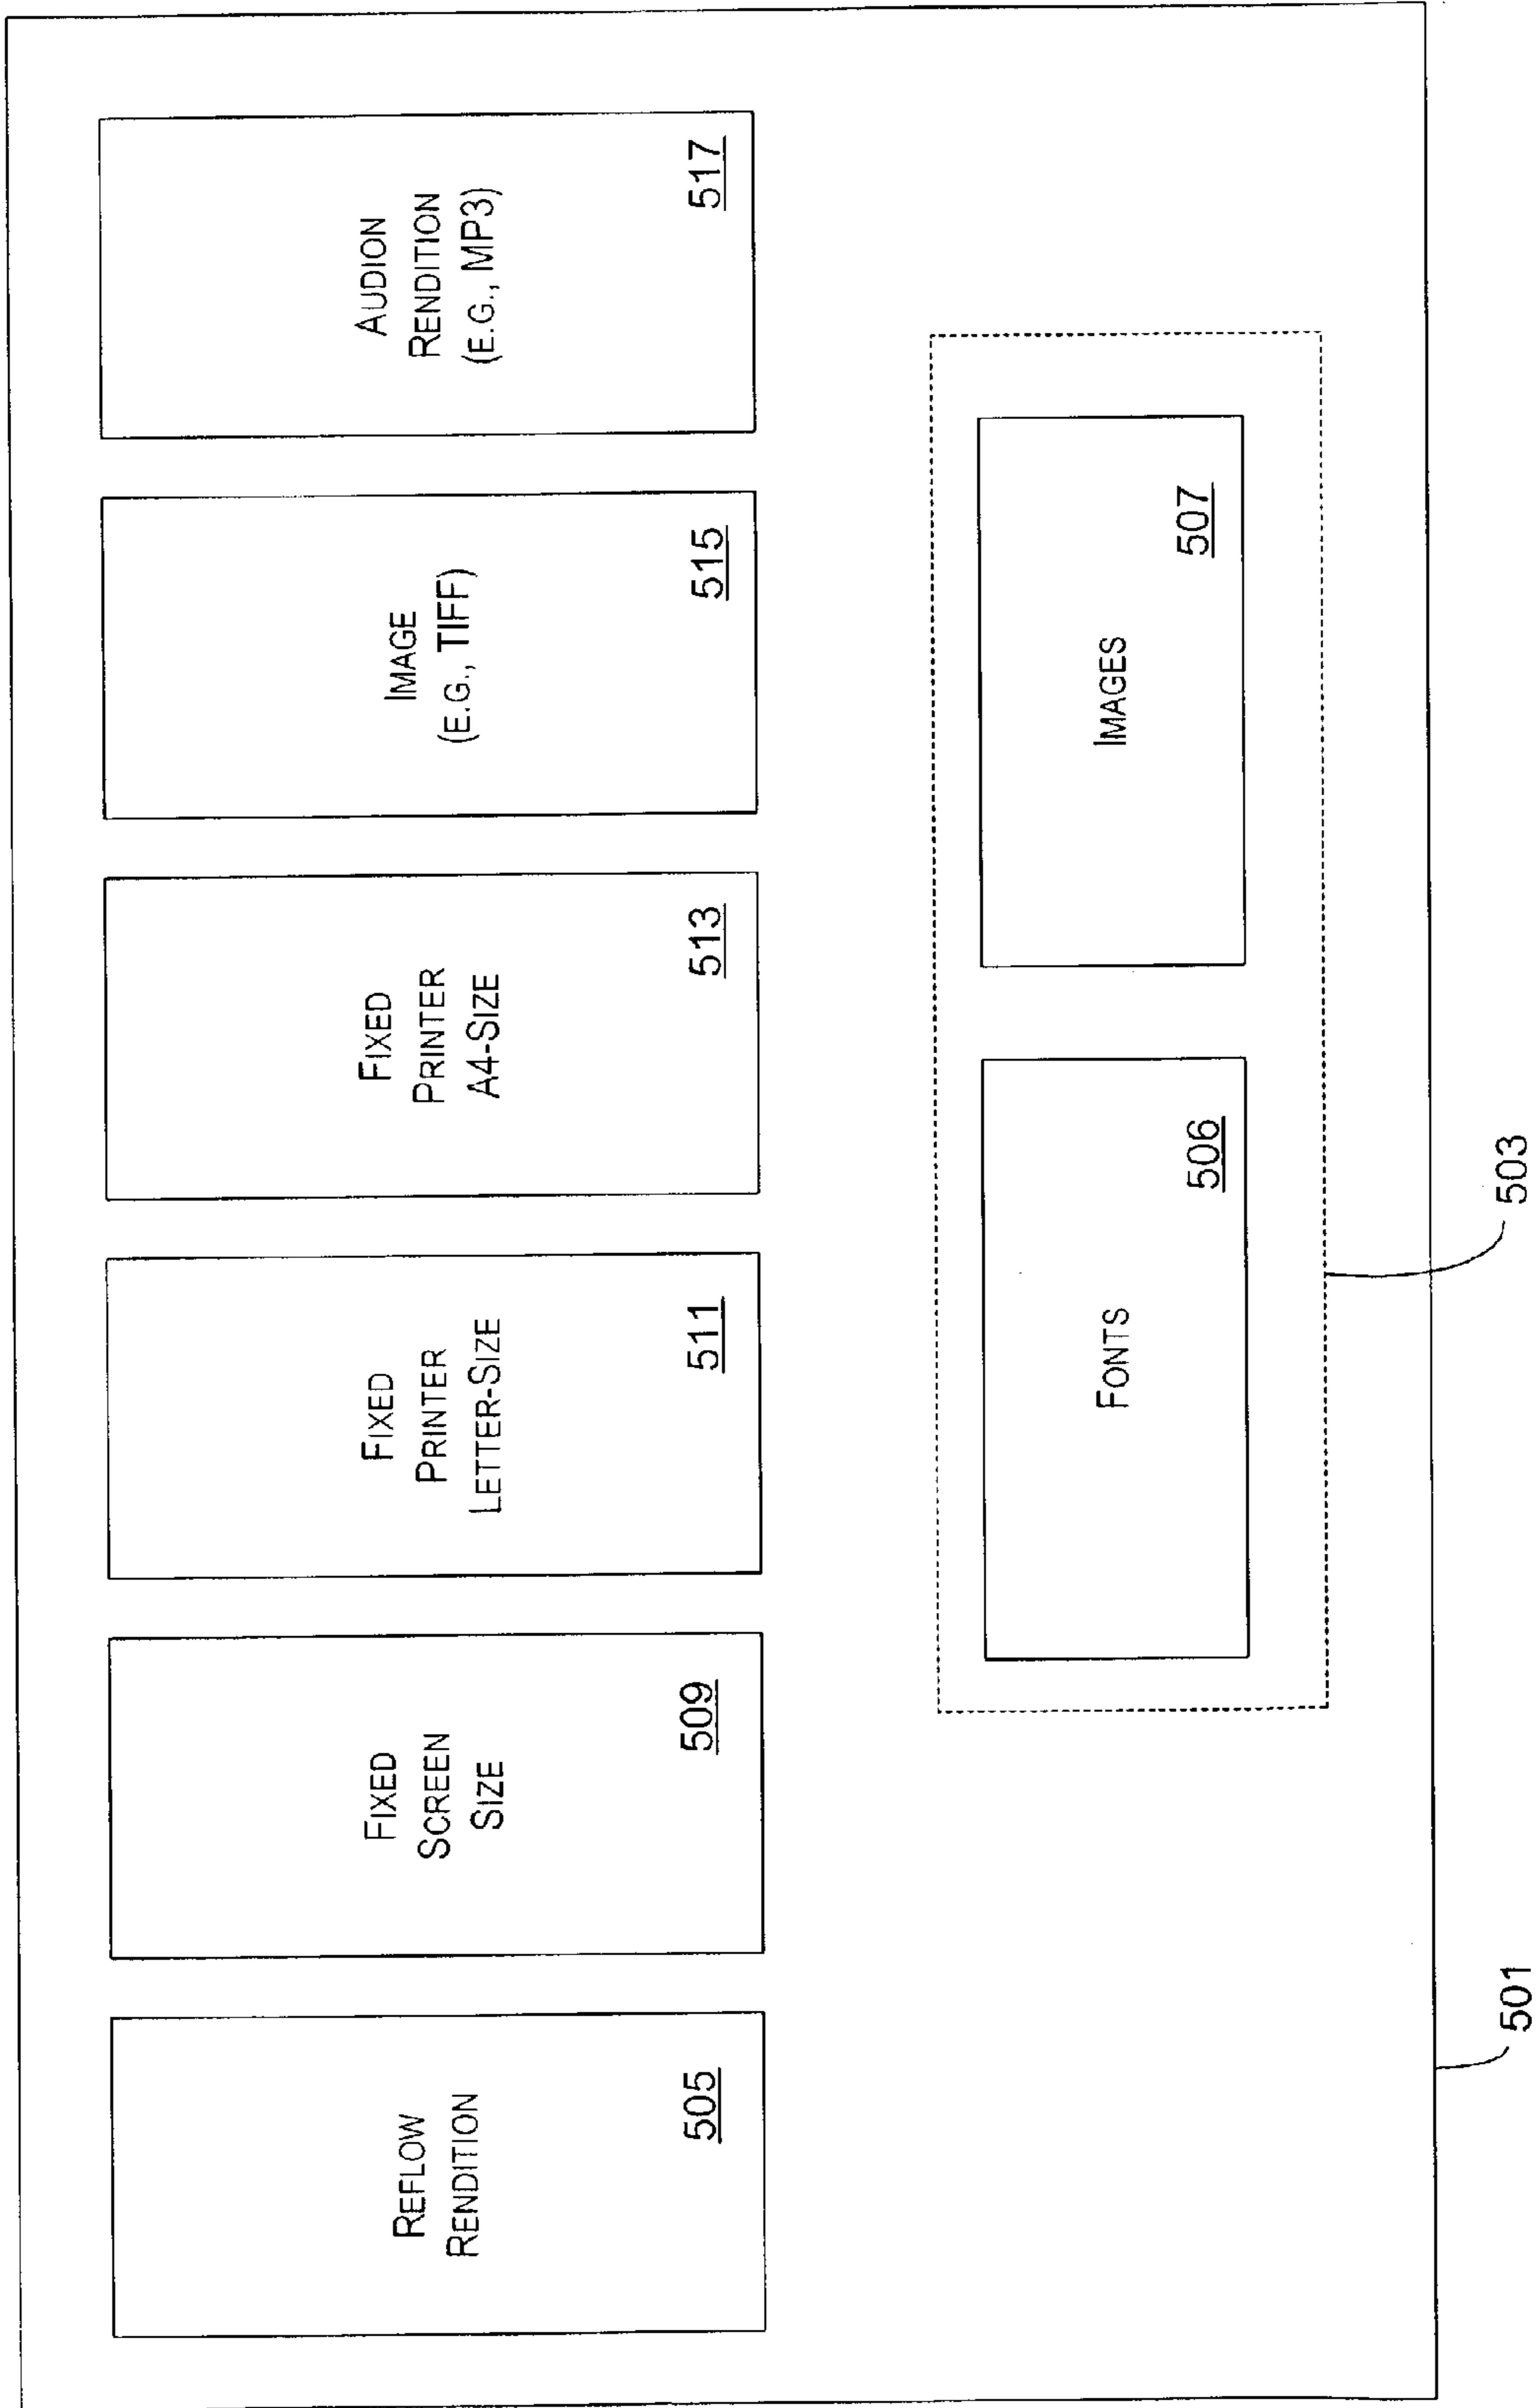 REFLOW
RENDITION
505
FIXED
SCREEN
SIZE
509
FIXED
PRINTER
LETTER-SIZE
511
FIXED
PRINTER
A4-SIZE
513
IMAGE
(E.G., TIFF)
515
AUDION
RENDITION
(E.G., MP3)
517
FONTS
506
IMAGES
507
501
503